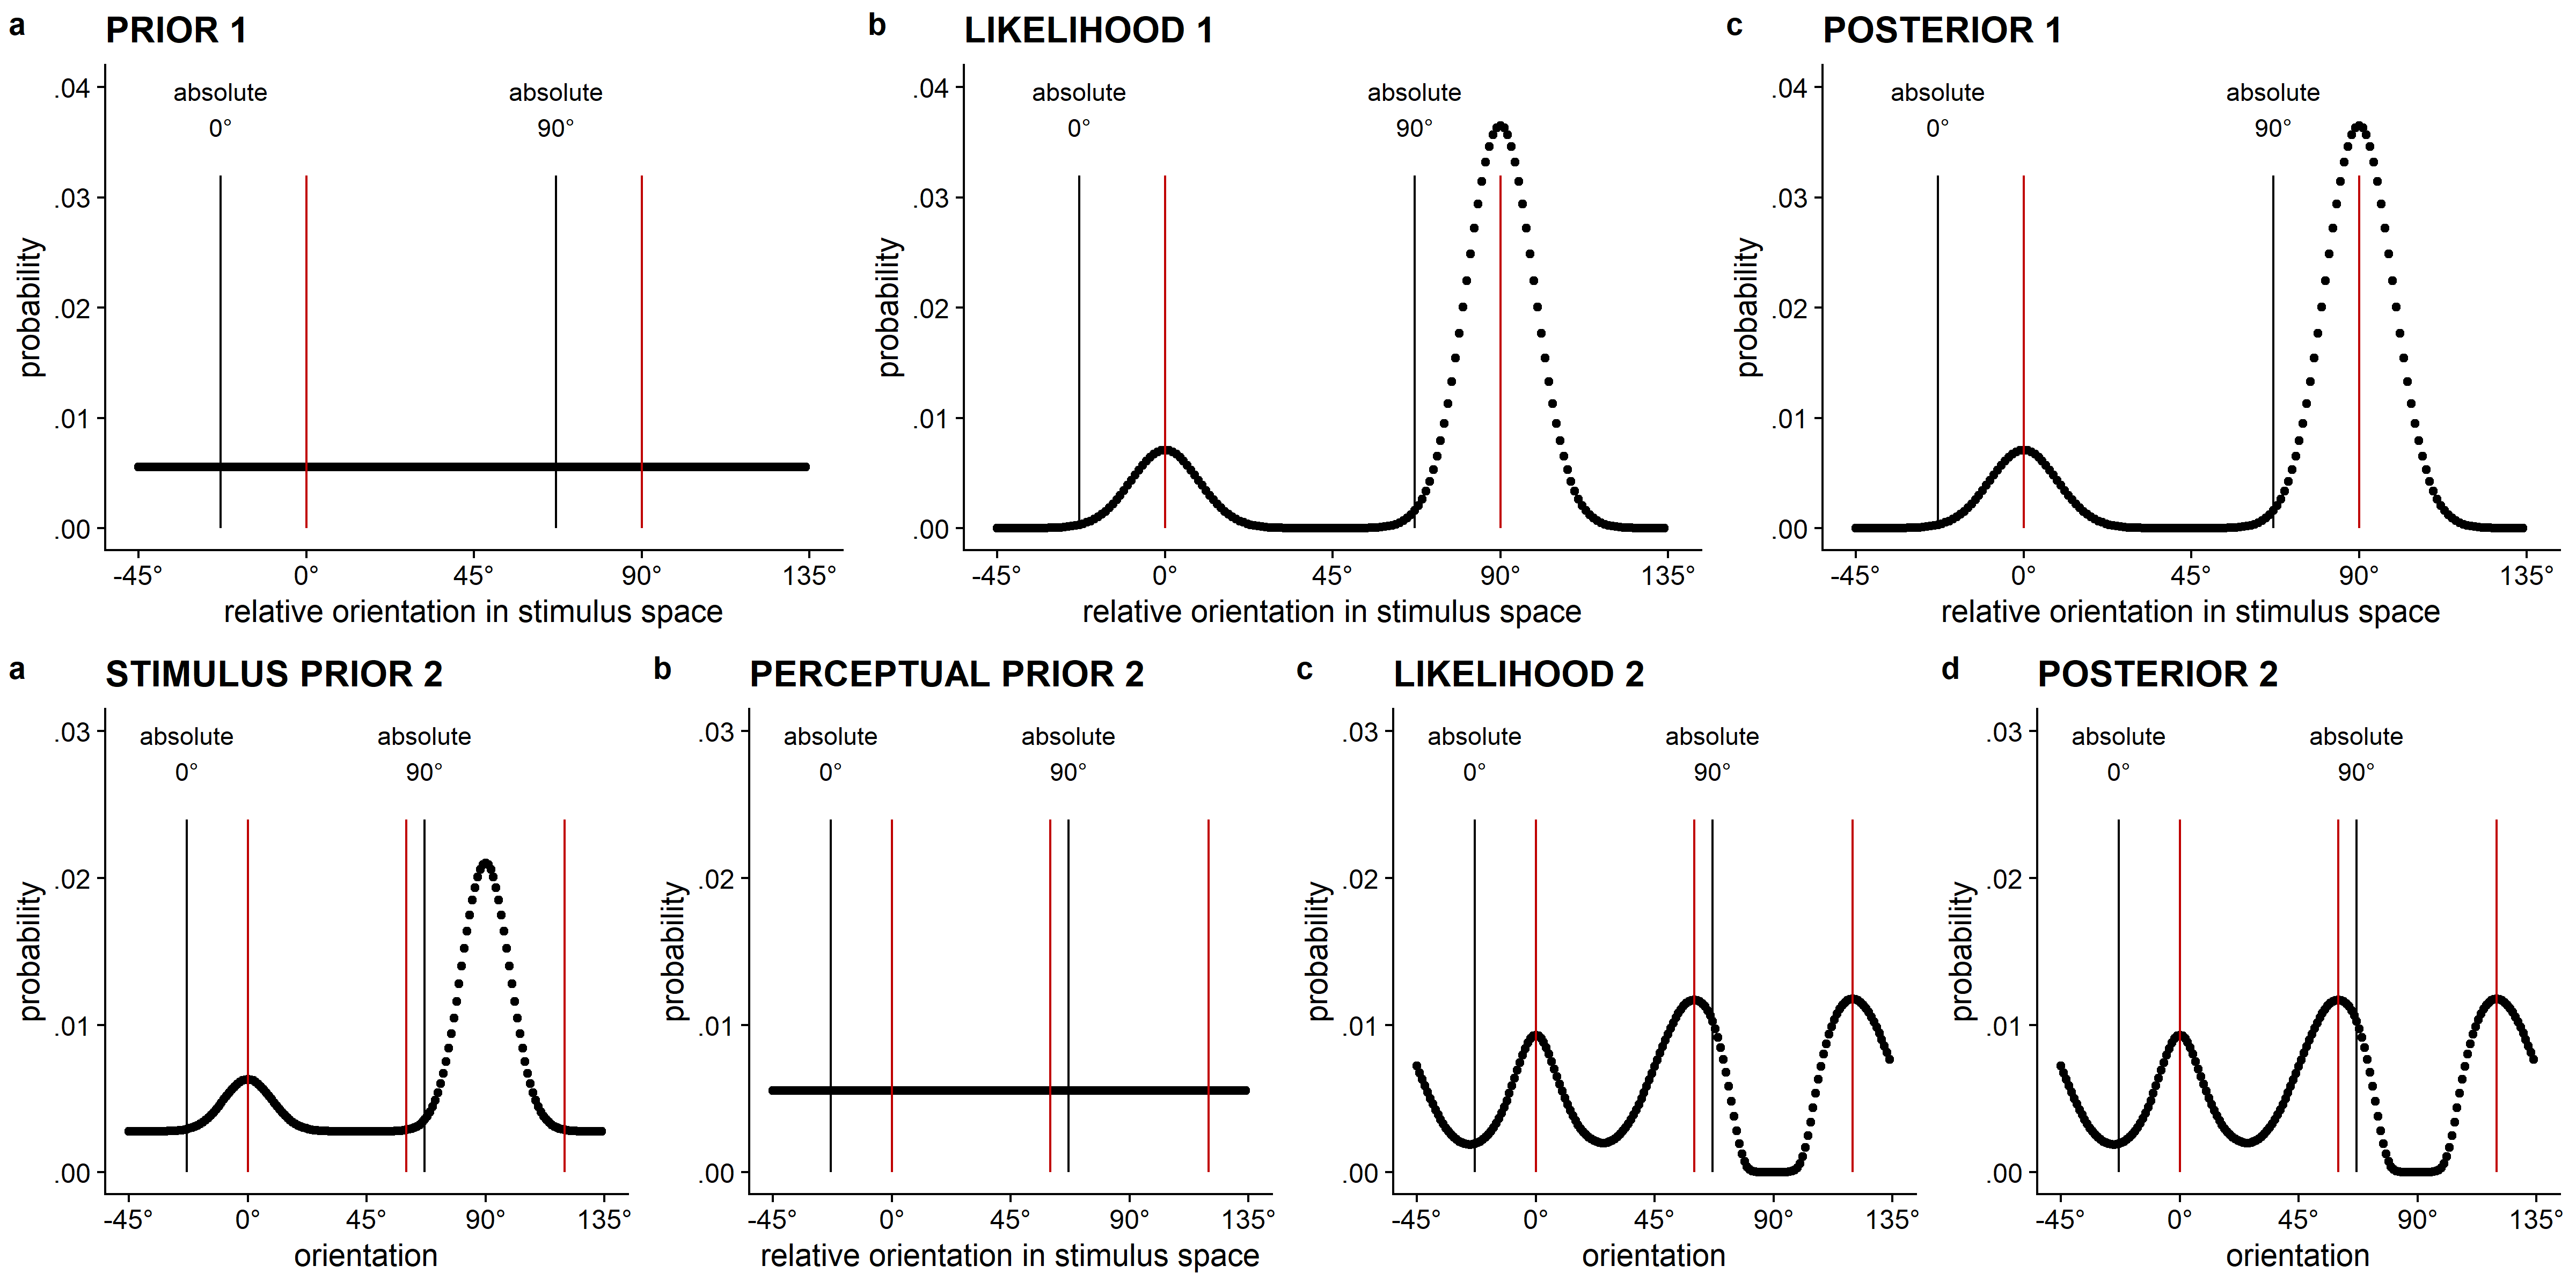 a PRIOR 1
.04
.03
.02
.01
.00
probability
absolute
0°
absolute
90°
-45° 0° 45° 90° 135°
relative orientation in stimulus space
b LIKELIHOOD 1
.04
.03
.02
.01
.00
probability
absolute
0°
absolute
90°
-45° 0° 45° 90° 135°
relative orientation in stimulus space
c POSTERIOR 1
.04
.03
.02
.01
.00
probability
absolute
0°
absolute
90°
-45° 0° 45° 90° 135°
relative orientation in stimulus space
a STIMULUS PRIOR 2
.03
.02
.01
.00
probability
absolute
0°
absolute
90°
-45° 0° 45° 90° 135°
orientation
b PERCEPTUAL PRIOR 2
.03
.02
.01
.00
probability
absolute
0°
absolute
90°
-45° 0° 45° 90° 135°
relative orientation in stimulus space
c LIKELIHOOD 2
.03
.02
.01
.00
probability
absolute
0°
absolute
90°
-45° 0° 45° 90° 135°
orientation
d POSTERIOR 2
.03
.02
.01
.00
probability
absolute
0°
absolute
90°
-45° 0° 45° 90° 135°
orientation